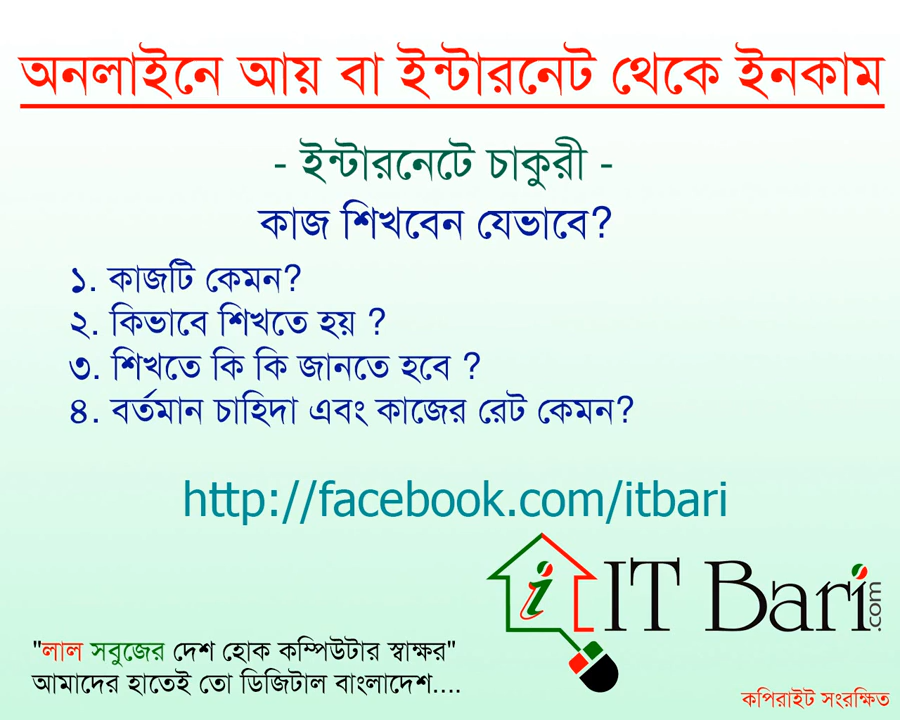 অনলাইনে আয় বা ইন্টারনেট থেকে ইনকাম
- ইন্টারনেটে চাকুরী -
কাজ শিখবেন যেভাবে?
১. কাজটি কেমন?
২. কিভাবে শিখতে হয় ?
৩. শিখতে কি কি জানতে হবে ?
৪. বর্তমান চাহিদা এবং কাজের রেট কেমন?
http://facebook.com/itbari
i IT Bari.com
"লাল সবুজের দেশ হোক কম্পিউটার স্বাক্ষর"
আমাদের হাতেই তো ডিজিটাল বাংলাদেশ....
কপিরাইট সংরক্ষিত